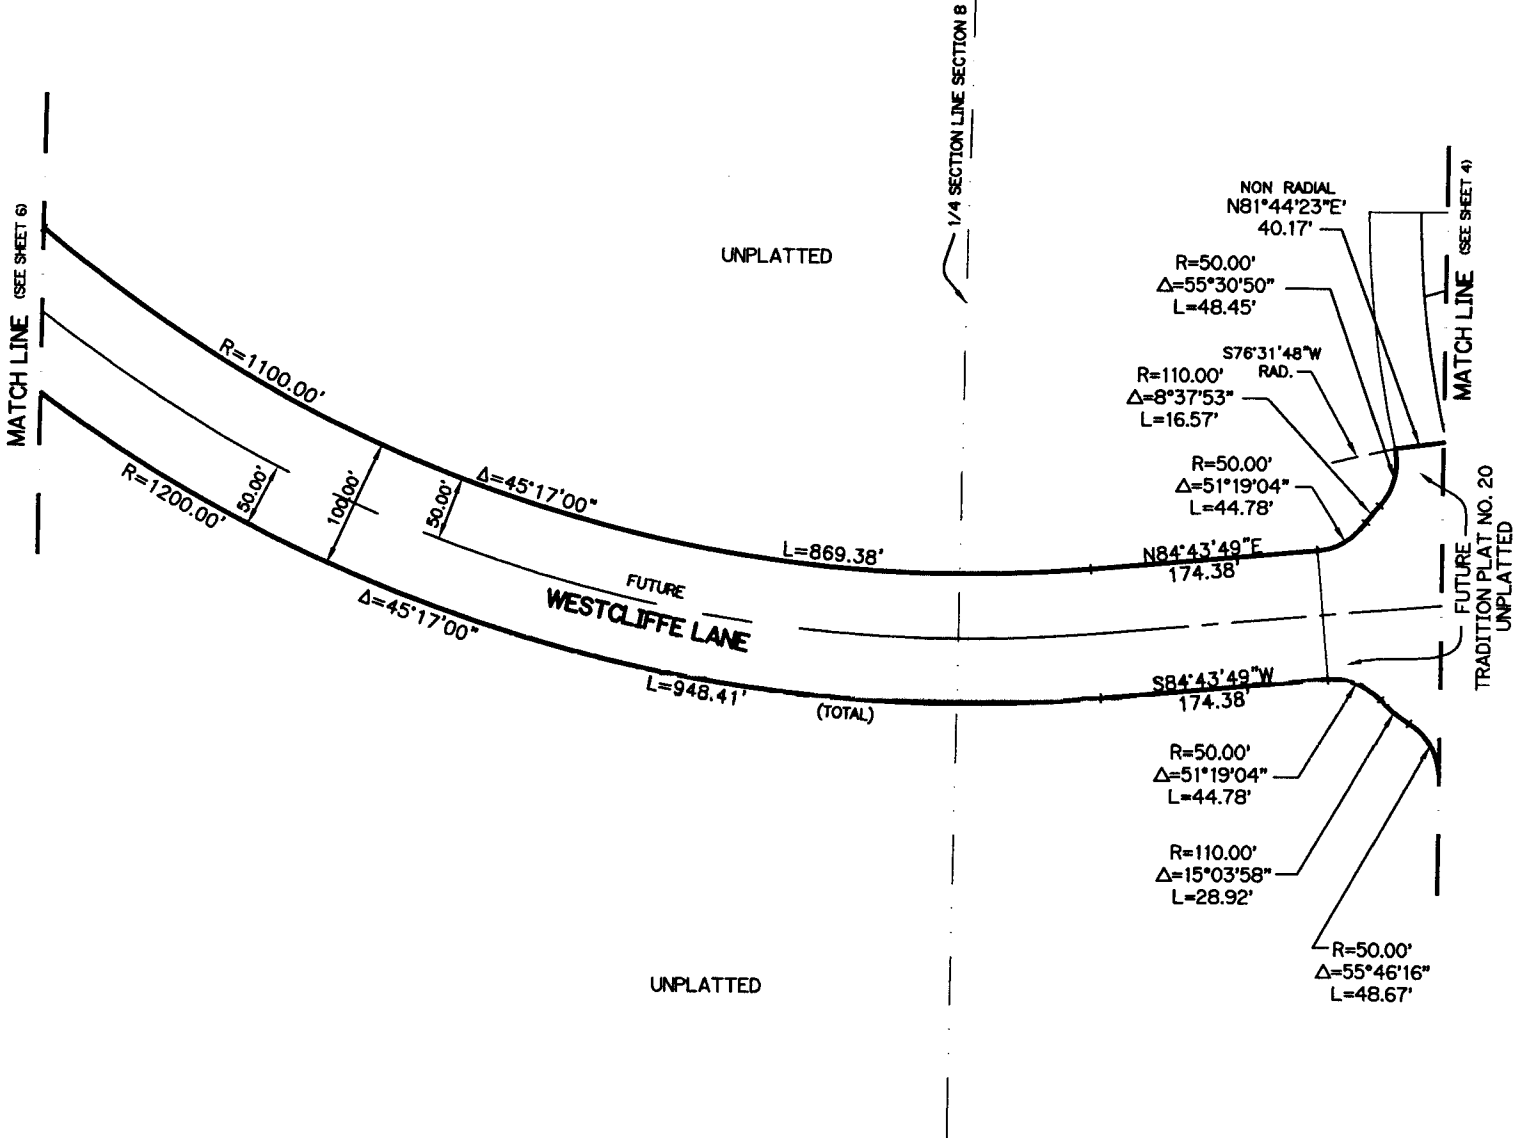 1/4 SECTION LINE SECTION 8
MATCH LINE (SEE SHEET 6)
UNPLATTED
NON RADIAL
N81°44'23"E'
40.17'
MATCH LINE (SEE SHEET 4)
R=50.00'
Δ=55°30'50"
L=48.45'
S76°31'48"W
RAD.
R=110.00'
Δ=8°37'53"
L=16.57'
R=50.00'
Δ=51°19'04"
L=44.78'
R=1100.00'
Δ=45°17'00"
L=869.38'
N84°43'49"E
174.38'
R=1200.00'
50.00'
100.00'
50.00'
FUTURE
WESTCLIFFE LANE
Δ=45°17'00"
L=948.41'
(TOTAL)
S84°43'49"W
174.38'
FUTURE
TRADITION PLAT NO. 20
UNPLATTED
R=50.00'
Δ=51°19'04"
L=44.78'
R=110.00'
Δ=15°03'58"
L=28.92'
R=50.00'
Δ=55°46'16"
L=48.67'
UNPLATTED